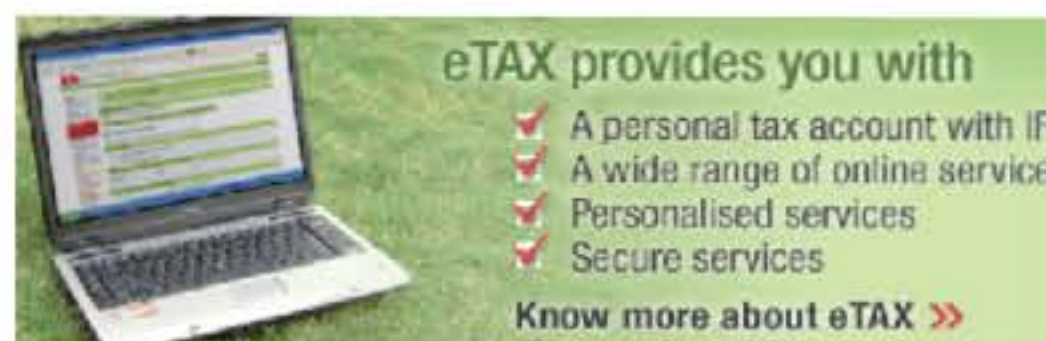 eTAX provides you with
A personal tax account with
A wide range of online service
Personalised services
Secure services
Know more about eTAX »